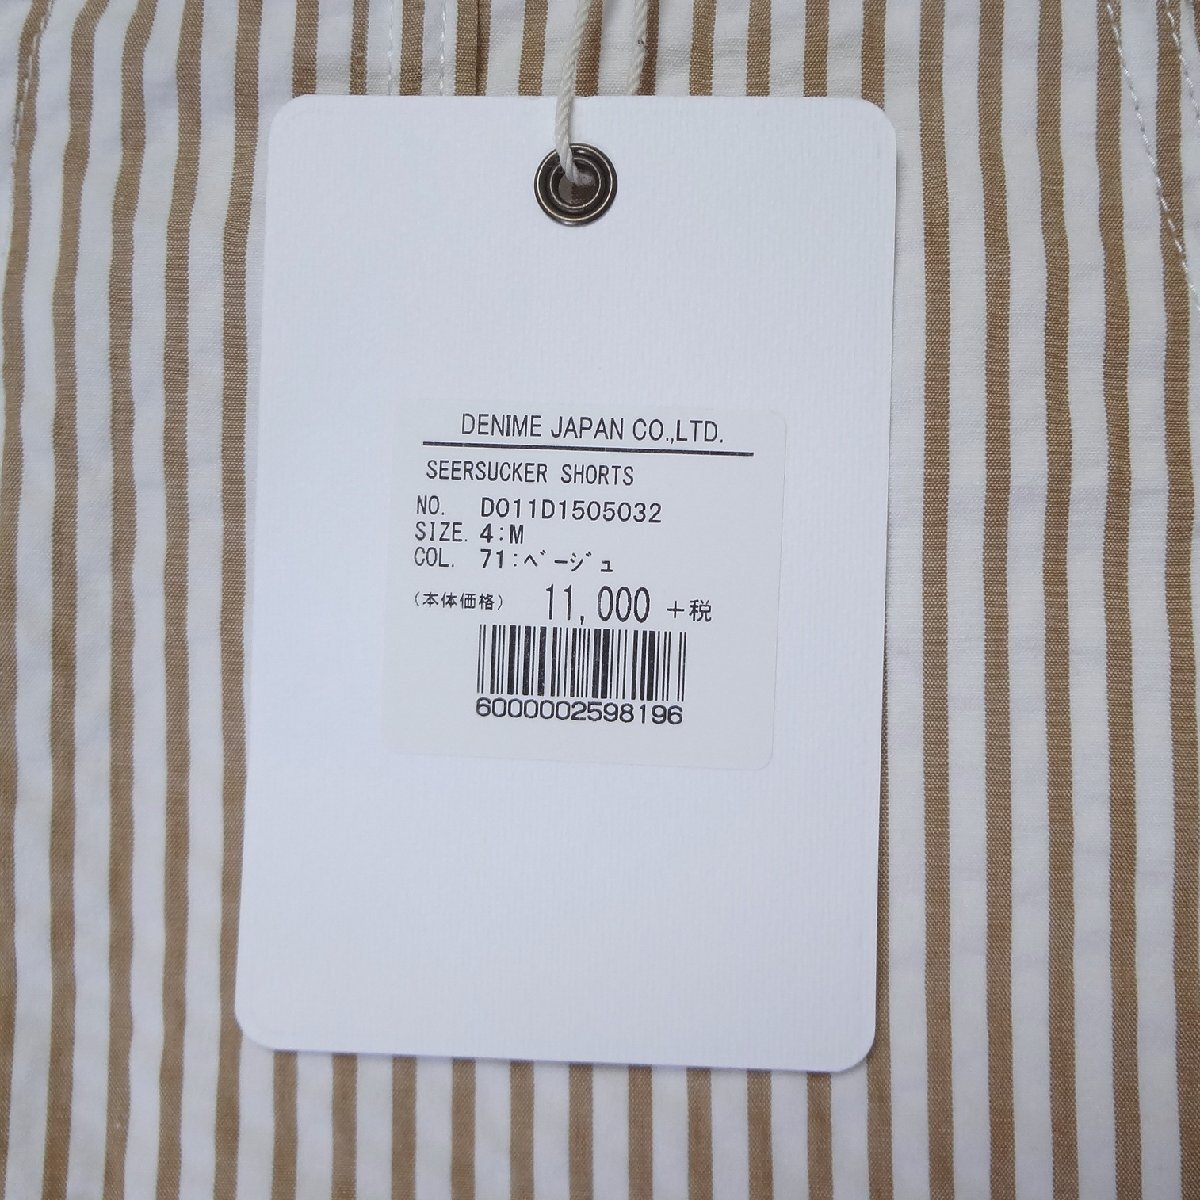 DENIME JAPAN CO.,LTD.
SEERSUCKER SHORTS
NO. D011D1505032
SIZE. 4:M
COL. 71:ﾍﾞｰｼﾞｭ
(本体価格) 11,000 +税
6000002598196